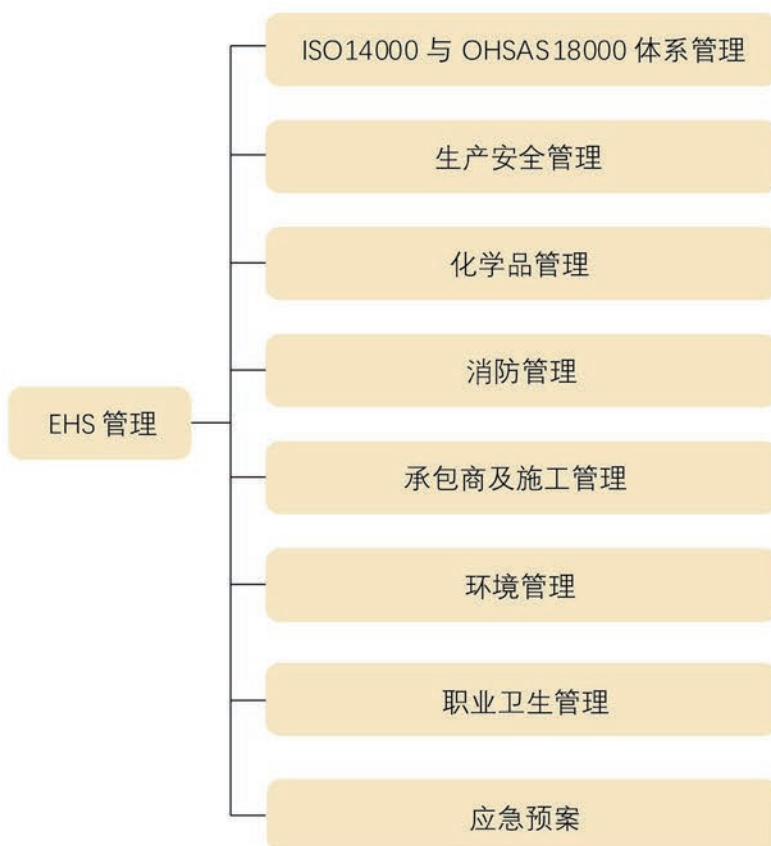 ISO14000 与 OHSAS18000 体系管理
生产安全管理
化学品管理
消防管理
EHS 管理
承包商及施工管理
环境管理
职业卫生管理
应急预案